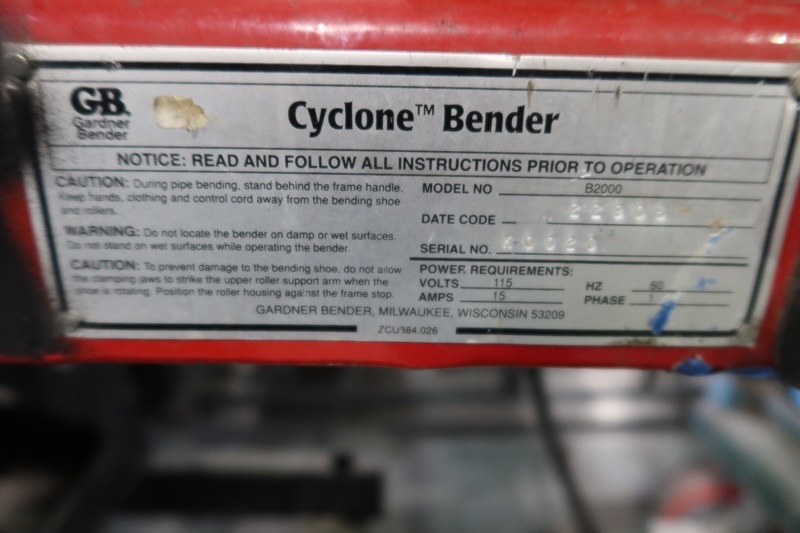 GB.
Gardner
Bender
Cyclone™ Bender
NOTICE: READ AND FOLLOW ALL INSTRUCTIONS PRIOR TO OPERATION
CAUTION: During pipe bending, stand behind the frame handle.
Keep hands, clothing and control cord away from the bending shoe
and rollers.
WARNING: Do not locate the bender on damp or wet surfaces.
Do not stand on wet surfaces while operating the bender.
CAUTION: To prevent damage to the bending shoe, do not allow
the clamping jaws to strike the upper roller support arm when the
shoe is rotating. Position the roller housing against the frame stop.
MODEL NO B2000
DATE CODE
SERIAL NO.
POWER REQUIREMENTS:
VOLTS 115 HZ 60
AMPS 15 PHASE 1
GARDNER BENDER, MILWAUKEE, WISCONSIN 53209
ZCU384.026